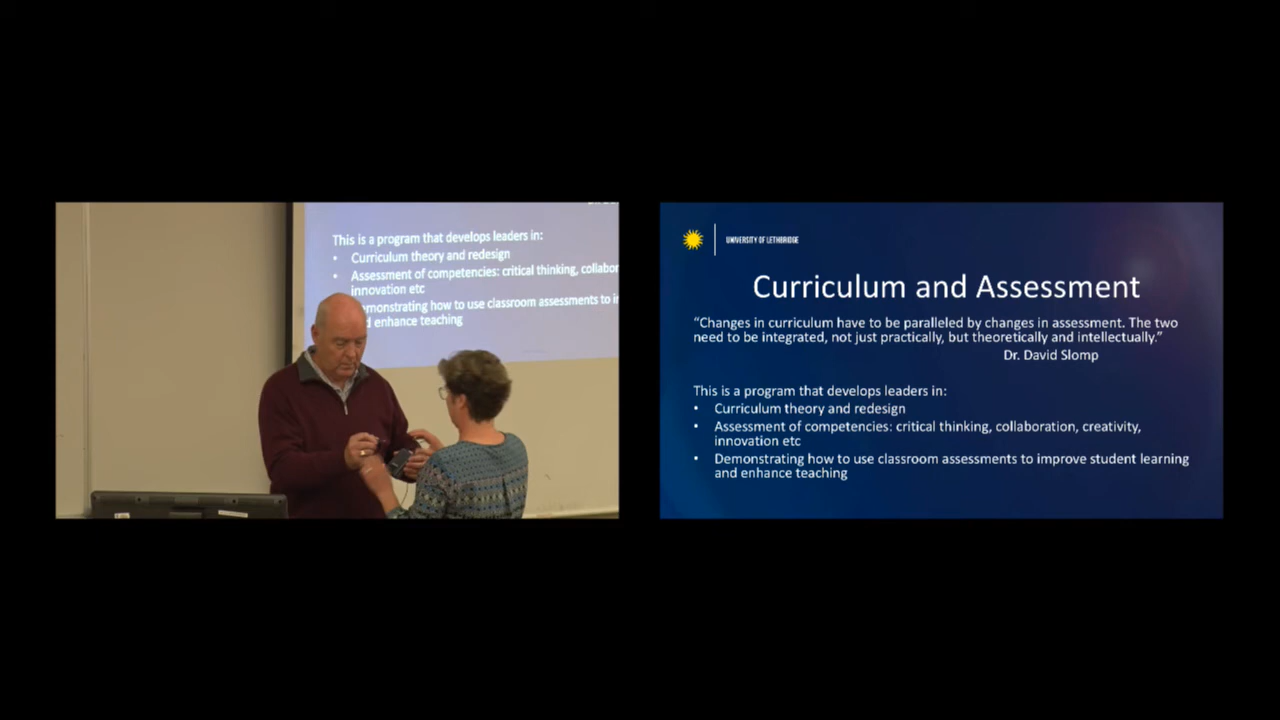 This is a program that develops leaders in:
• Curriculum theory and redesign
• Assessment of competencies: critical thinking, collabor
innovation etc
emonstrating how to use classroom assessments to i
enhance teaching
UNIVERSITY OF LETHBRIDGE
Curriculum and Assessment
“Changes in curriculum have to be paralleled by changes in assessment. The two
need to be integrated, not just practically, but theoretically and intellectually.”
Dr. David Slomp
This is a program that develops leaders in:
• Curriculum theory and redesign
• Assessment of competencies: critical thinking, collaboration, creativity,
innovation etc
• Demonstrating how to use classroom assessments to improve student learning
and enhance teaching